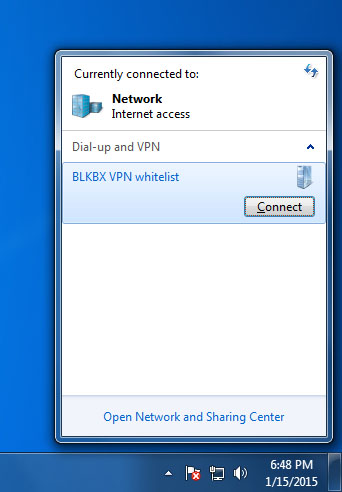 Currently connected to:
Network
Internet access
Dial-up and VPN
BLKBX VPN whitelist
Connect
Open Network and Sharing Center
6:48 PM
1/15/2015